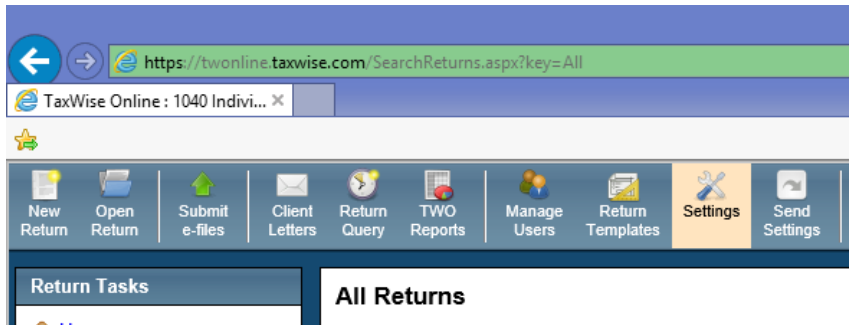 https://twonline.taxwise.com/SearchReturns.aspx?key=All
TaxWise Online : 1040 Indivi...
New Return
Open Return
Submit e-files
Client Letters
Return Query
TWO Reports
Manage Users
Return Templates
Settings
Send Settings
Return Tasks
All Returns